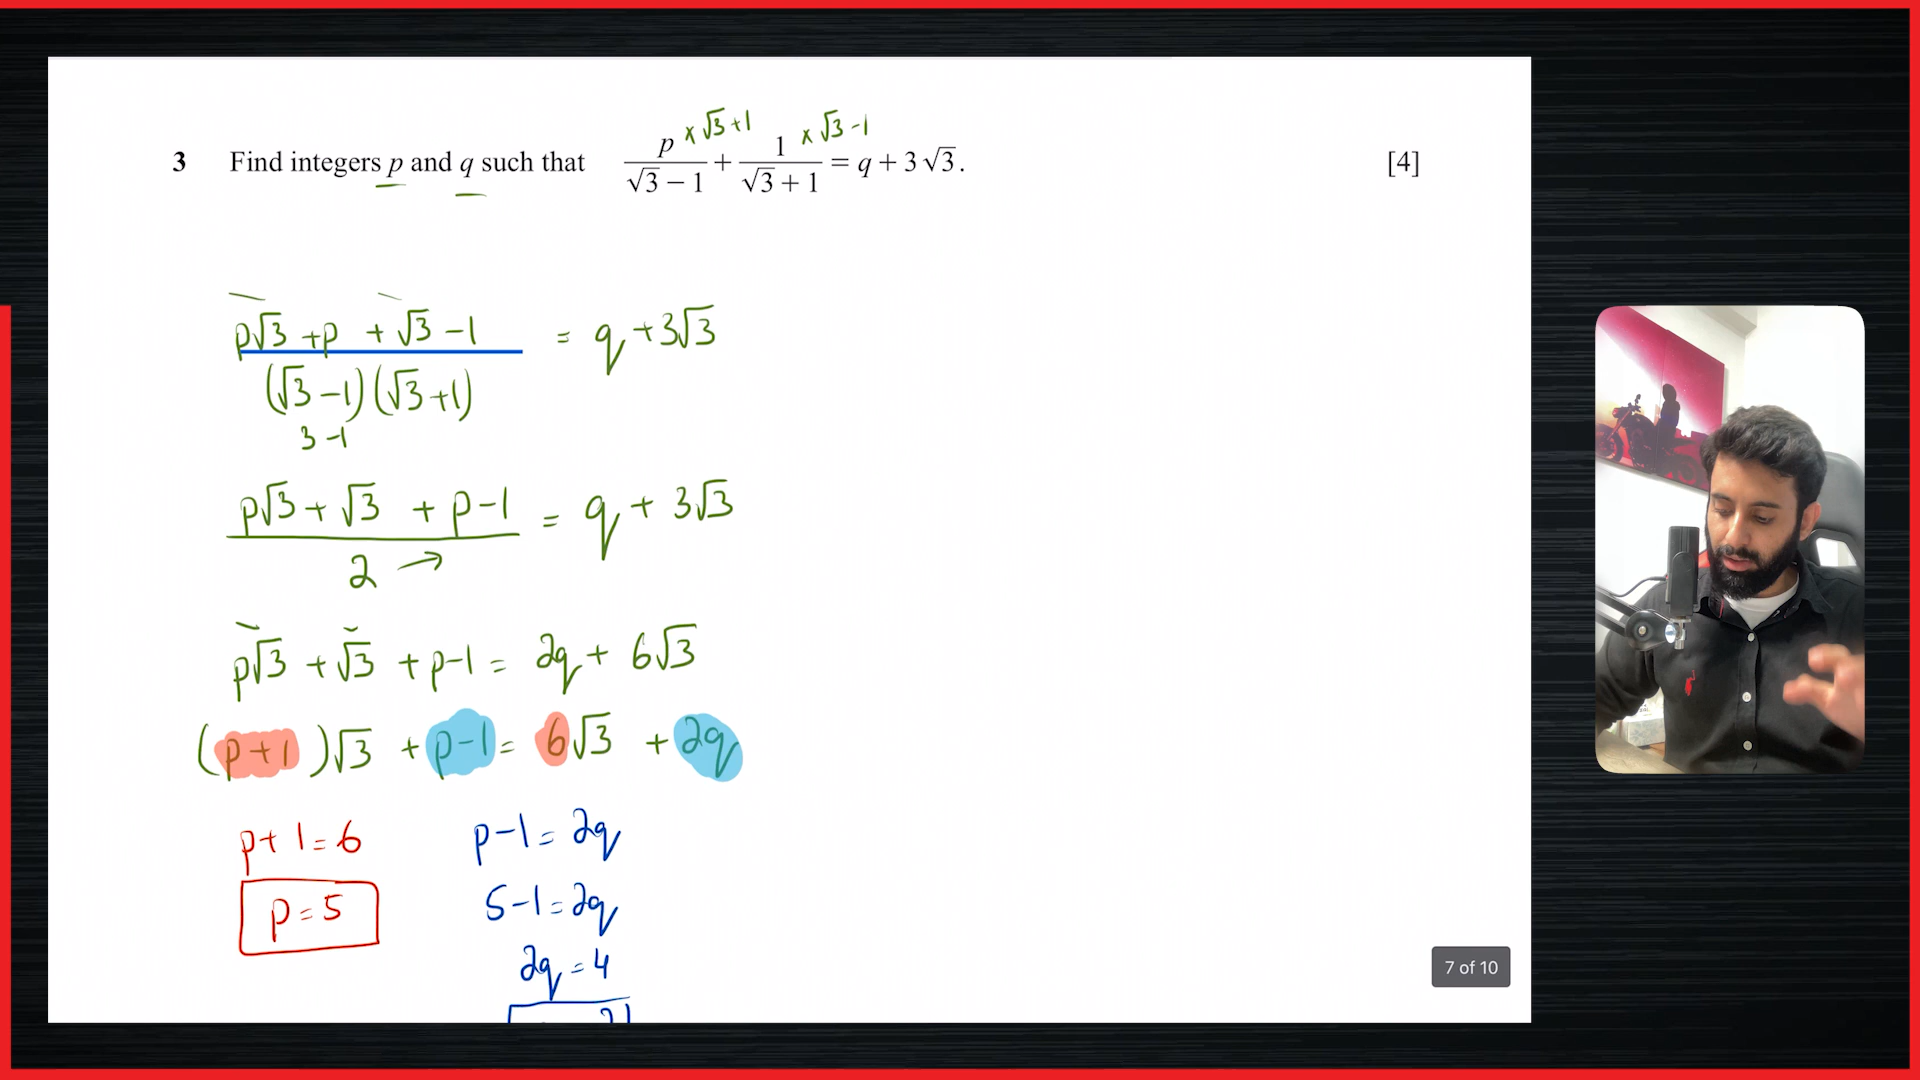 × √3 + 1 × √3 - 1
3 Find integers p and q such that p/(√3 − 1) + 1/(√3 + 1) = q + 3√3. [4]
p√3 + p + √3 - 1 = q + 3√3
(√3 - 1)(√3 + 1)
3 - 1
p√3 + √3 + p - 1 = q + 3√3
2 →
p√3 + √3 + p - 1 = 2q + 6√3
(p + 1)√3 + p - 1 = 6√3 + 2q
p + 1 = 6 p - 1 = 2q
p = 5 5 - 1 = 2q
2q = 4
7 of 10